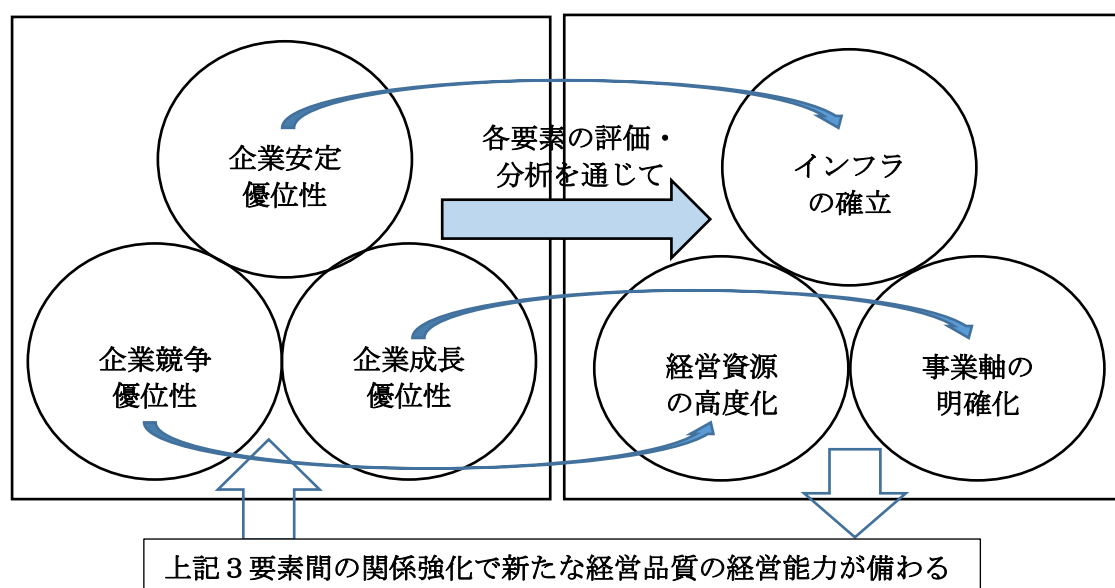 企業安定
優位性
企業競争
優位性
企業成長
優位性
各要素の評価・
分析を通じて
インフラ
の確立
経営資源
の高度化
事業軸の
明確化
上記3要素間の関係強化で新たな経営品質の経営能力が備わる